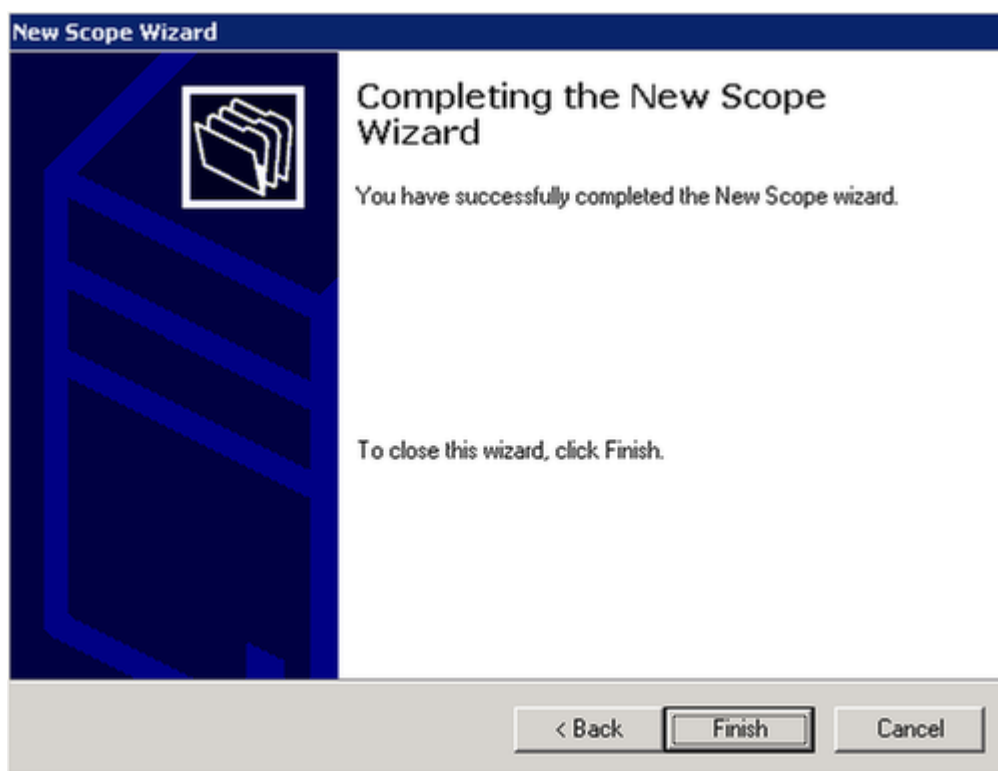 New Scope Wizard
Completing the New Scope
Wizard
You have successfully completed the New Scope wizard.
To close this wizard, click Finish.
< Back
Finish
Cancel